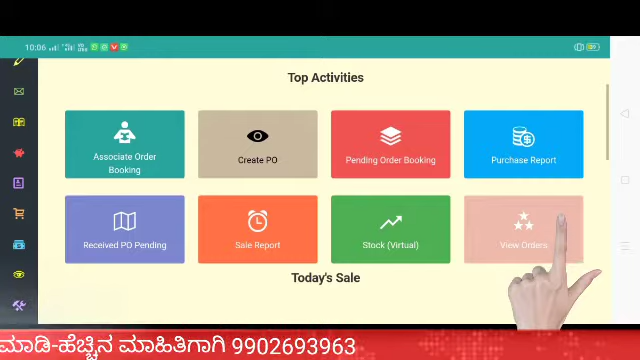 10:06
Top Activities
Associate Order
Booking
Create PO
Pending Order Booking
Purchase Report
Received PO Pending
Sale Report
Stock (Virtual)
View Orders
Today's Sale
ಮಾಡಿ-ಹೆಚ್ಚಿನ ಮಾಹಿತಿಗಾಗಿ 9902693963